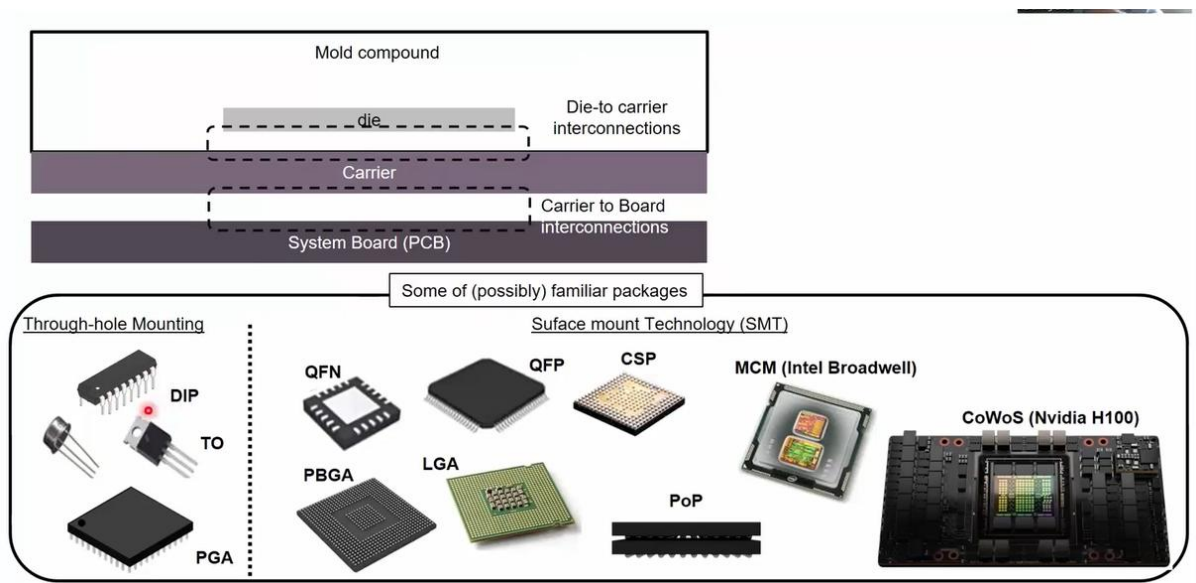 Mold compound
die
Die-to carrier
interconnections
Carrier
Carrier to Board
interconnections
System Board (PCB)
Some of (possibly) familiar packages
Through-hole Mounting
Suface mount Technology (SMT)
DIP
TO
PGA
QFN
QFP
CSP
MCM (Intel Broadwell)
CoWoS (Nvidia H100)
PBGA
LGA
PoP